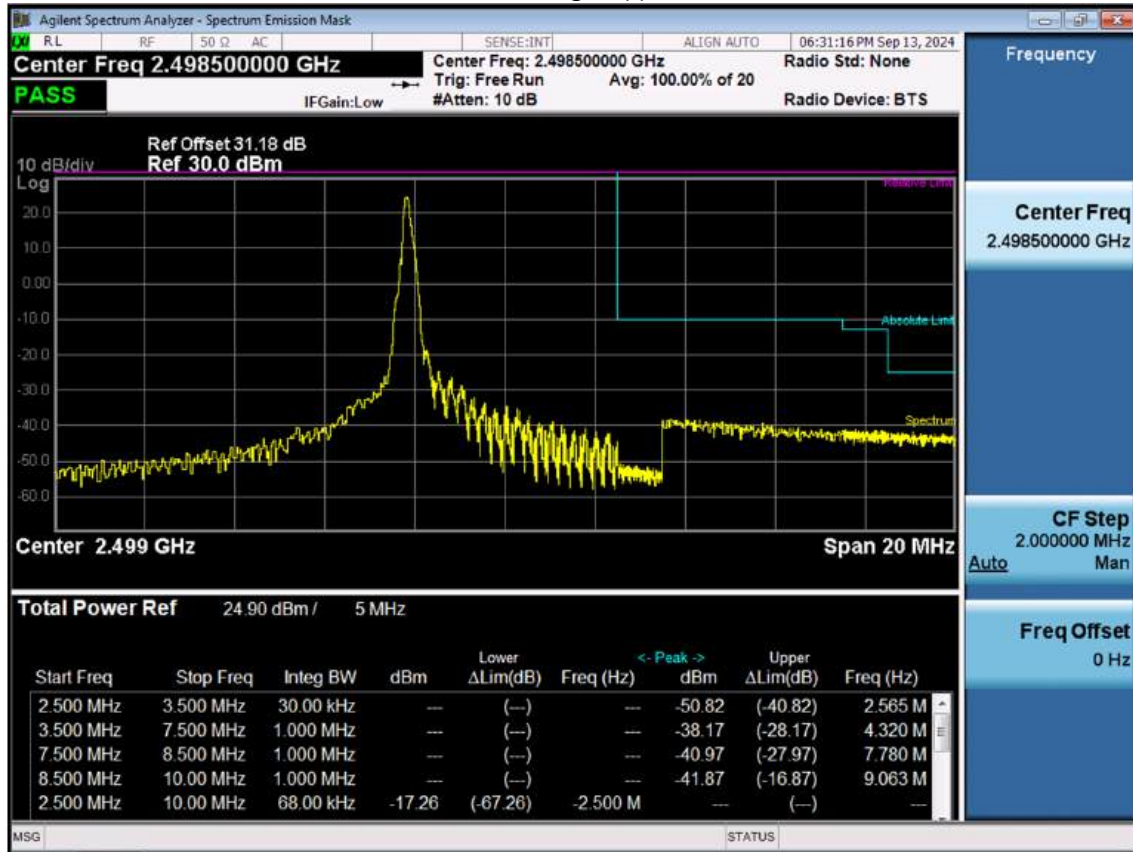 Agilent Spectrum Analyzer - Spectrum Emission Mask
RL RF 50 Ω AC SENSE:INT ALIGN AUTO 06:31:16 PM Sep 13, 2024
Center Freq 2.498500000 GHz
Center Freq: 2.498500000 GHz
Radio Std: None
Trig: Free Run Avg: 100.00% of 20
PASS
IFGain:Low
#Atten: 10 dB
Radio Device: BTS
Ref Offset 31.18 dB
10 dB/div Ref 30.0 dBm
Log
Relative Limit
20.0
10.0
0.00
-10.0
Absolute Limit
-20.0
-30.0
-40.0
Spectrum
-50.0
-60.0
Center 2.499 GHz Span 20 MHz
Total Power Ref 24.90 dBm / 5 MHz
Lower <- Peak -> Upper
Start Freq Stop Freq Integ BW dBm ΔLim(dB) Freq (Hz) dBm ΔLim(dB) Freq (Hz)
2.500 MHz 3.500 MHz 30.00 kHz --- (---) --- -50.82 (-40.82) 2.565 M
3.500 MHz 7.500 MHz 1.000 MHz --- (---) --- -38.17 (-28.17) 4.320 M
7.500 MHz 8.500 MHz 1.000 MHz --- (---) --- -40.97 (-27.97) 7.780 M
8.500 MHz 10.00 MHz 1.000 MHz --- (---) --- -41.87 (-16.87) 9.063 M
2.500 MHz 10.00 MHz 68.00 kHz -17.26 (-67.26) -2.500 M --- (---) ---
MSG STATUS
Frequency
Center Freq
2.498500000 GHz
CF Step
2.000000 MHz
Auto Man
Freq Offset
0 Hz